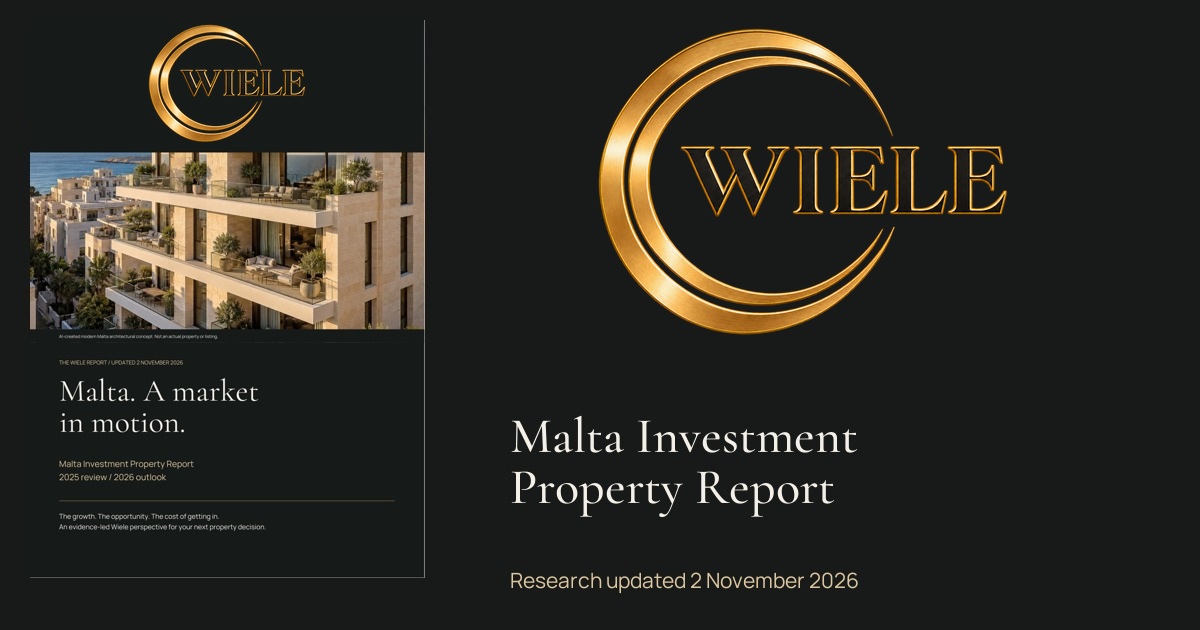 WIELE
AI-created modern Malta architectural concept. Not an actual property or listing.
THE WIELE REPORT / UPDATED 2 NOVEMBER 2026
Malta. A market
in motion.
Malta Investment Property Report
2025 review / 2026 outlook
The growth. The opportunity. The cost of getting in.
An evidence-led Wiele perspective for your next property decision.
WIELE
Malta Investment
Property Report
Research updated 2 November 2026